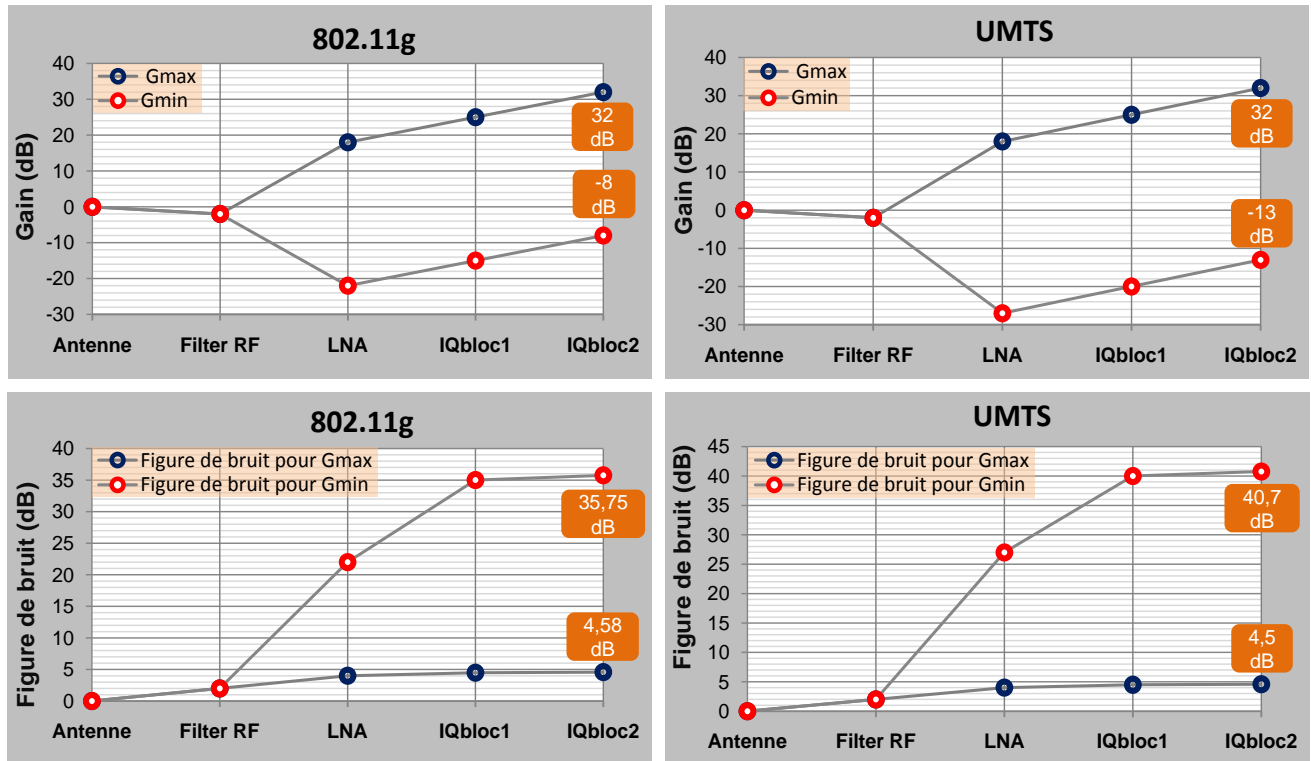 802.11g
Gmax
Gmin
40
30
20
10
0
-10
-20
-30
Gain (dB)
32
dB
-8
dB
Antenne Filter RF LNA IQbloc1 IQbloc2
UMTS
Gmax
Gmin
40
30
20
10
0
-10
-20
-30
Gain (dB)
32
dB
-13
dB
Antenne Filter RF LNA IQbloc1 IQbloc2
802.11g
Figure de bruit pour Gmax
Figure de bruit pour Gmin
40
35
30
25
20
15
10
5
0
Figure de bruit (dB)
35,75
dB
4,58
dB
Antenne Filter RF LNA IQbloc1 IQbloc2
UMTS
Figure de bruit pour Gmax
Figure de bruit pour Gmin
45
40
35
30
25
20
15
10
5
0
Figure de bruit (dB)
40,7
dB
4,5
dB
Antenne Filter RF LNA IQbloc1 IQbloc2